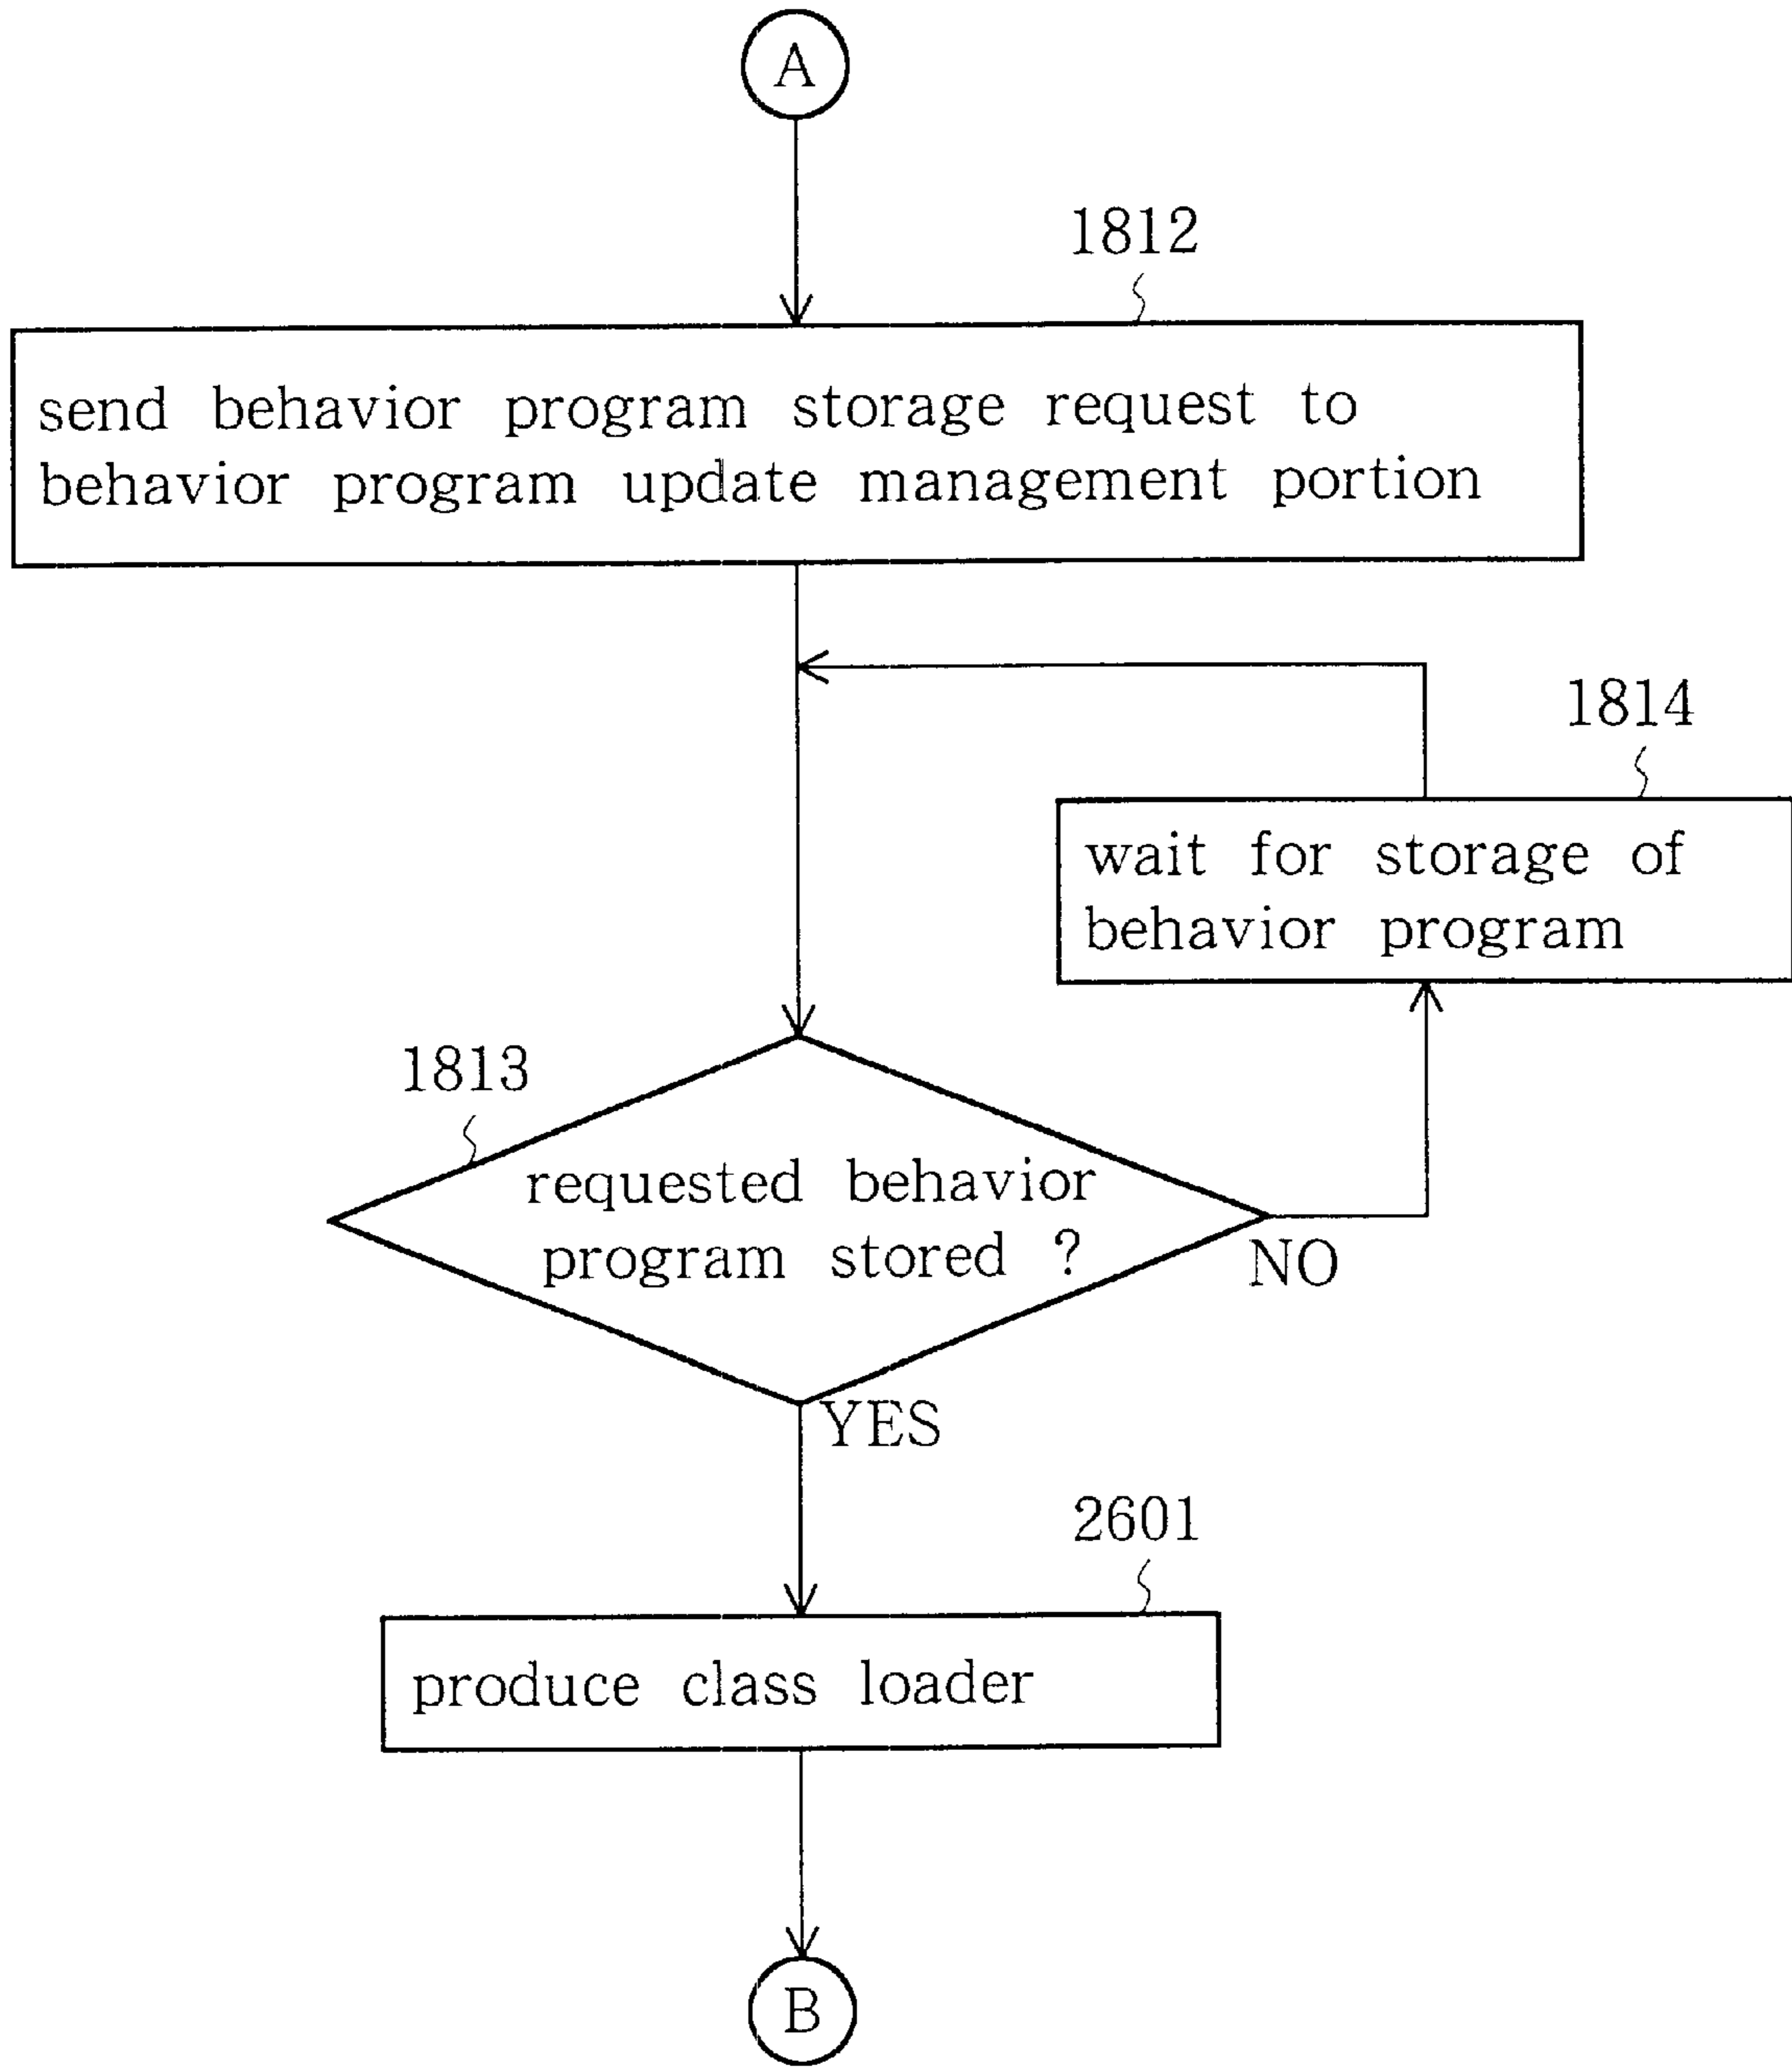 A
1812
send behavior program storage request to
behavior program update management portion
1814
wait for storage of
behavior program
1813
requested behavior
program stored ?
NO
YES
2601
produce class loader
B